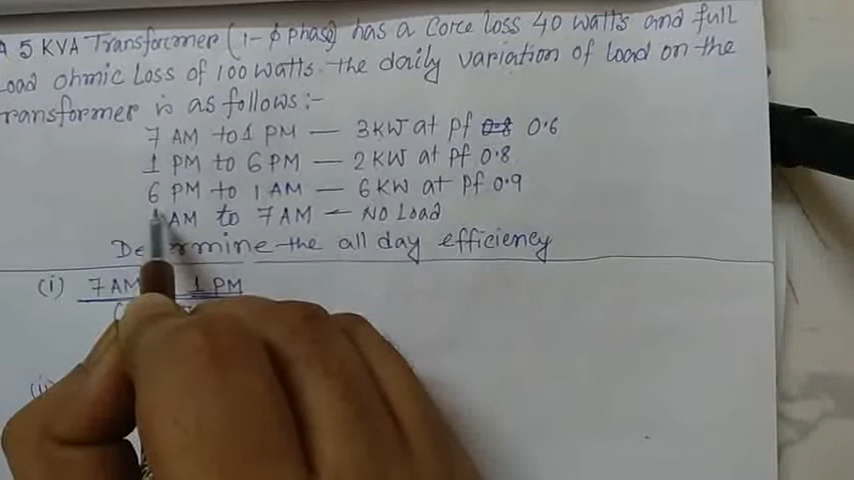 A 5 KVA Transformer (1-ϕ phase) has a Core loss 40 watts and full
Load ohmic Loss of 100 watts. the daily variation of Load on the
transformer is as follows:-
7 AM to 1 PM — 3 KW at pf 0.8 0.6
1 PM to 6 PM — 2 KW at pf 0.8
6 PM to 1 AM — 6 KW at pf 0.9
AM to 7 AM — No Load
the all day efficiency
(i) 7 AM 1 PM